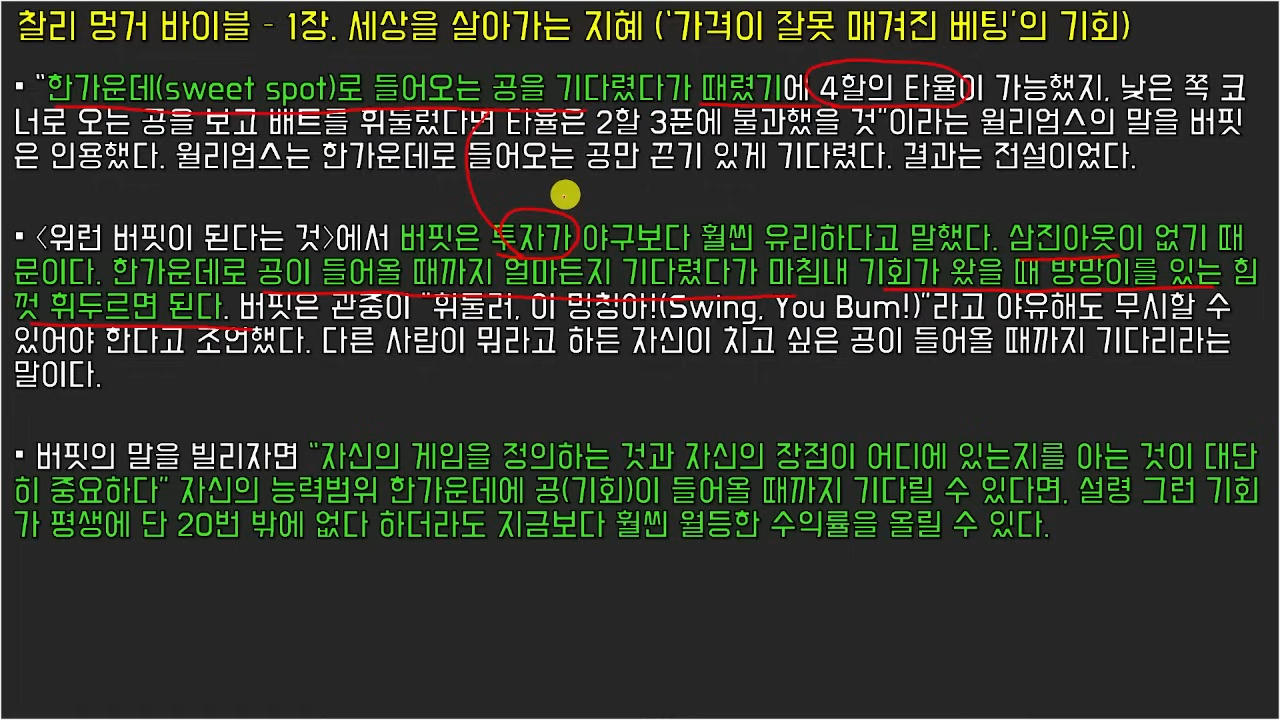 찰리 멍거 바이블 - 1장. 세상을 살아가는 지혜 ('가격이 잘못 매겨진 베팅'의 기회)
▪ "한가운데(sweet spot)로 들어오는 공을 기다렸다가 때렸기에 4할의 타율이 가능했지, 낮은 쪽 코
너로 오는 공을 보고 배트를 휘둘렀다면 타율은 2할 3푼에 불과했을 것"이라는 윌리엄스의 말을 버핏
은 인용했다. 윌리엄스는 한가운데로 들어오는 공만 끈기 있게 기다렸다. 결과는 전설이었다.
▪ <워런 버핏이 된다는 것>에서 버핏은 투자가 야구보다 훨씬 유리하다고 말했다. 삼진아웃이 없기 때
문이다. 한가운데로 공이 들어올 때까지 얼마든지 기다렸다가 마침내 기회가 왔을 때 방망이를 있는 힘
껏 휘두르면 된다. 버핏은 관중이 "휘둘러, 이 멍청아!(Swing, You Bum!)"라고 야유해도 무시할 수
있어야 한다고 조언했다. 다른 사람이 뭐라고 하든 자신이 치고 싶은 공이 들어올 때까지 기다리라는
말이다.
▪ 버핏의 말을 빌리자면 "자신의 게임을 정의하는 것과 자신의 장점이 어디에 있는지를 아는 것이 대단
히 중요하다" 자신의 능력범위 한가운데에 공(기회)이 들어올 때까지 기다릴 수 있다면, 설령 그런 기회
가 평생에 단 20번 밖에 없다 하더라도 지금보다 훨씬 월등한 수익률을 올릴 수 있다.